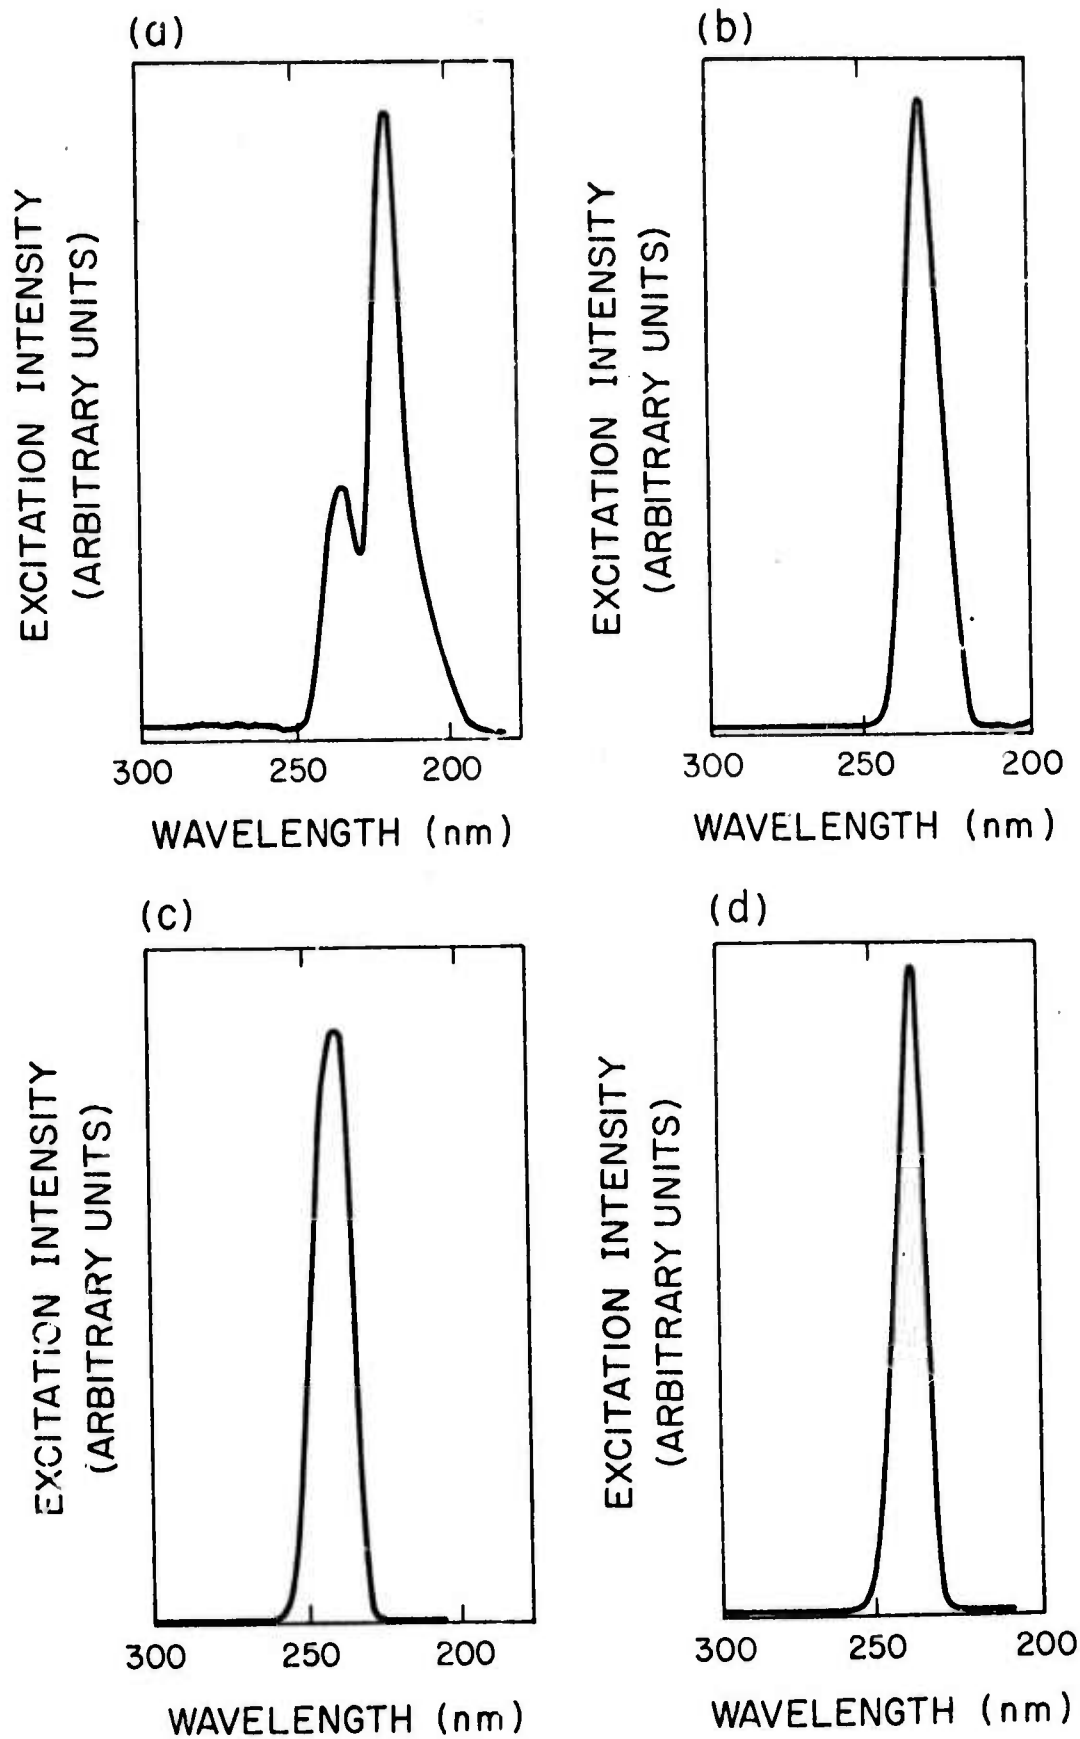 (a)
EXCITATION INTENSITY
(ARBITRARY UNITS)
300 250 200
WAVELENGTH (nm)
(b)
EXCITATION INTENSITY
(ARBITRARY UNITS)
300 250 200
WAVELENGTH (nm)
(c)
EXCITATION INTENSITY
(ARBITRARY UNITS)
300 250 200
WAVELENGTH (nm)
(d)
EXCITATION INTENSITY
(ARBITRARY UNITS)
300 250 200
WAVELENGTH (nm)